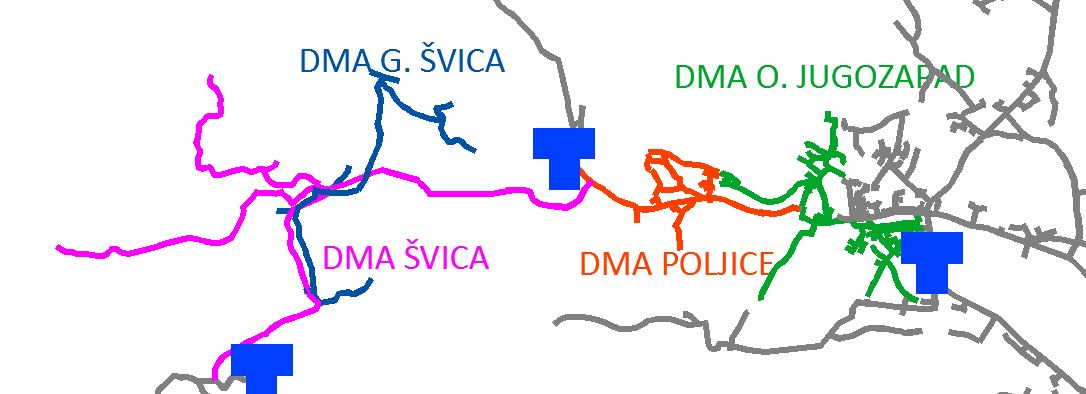 DMA G. ŠVICA
DMA O. JUGOZAPAD
DMA ŠVICA
DMA POLJICE